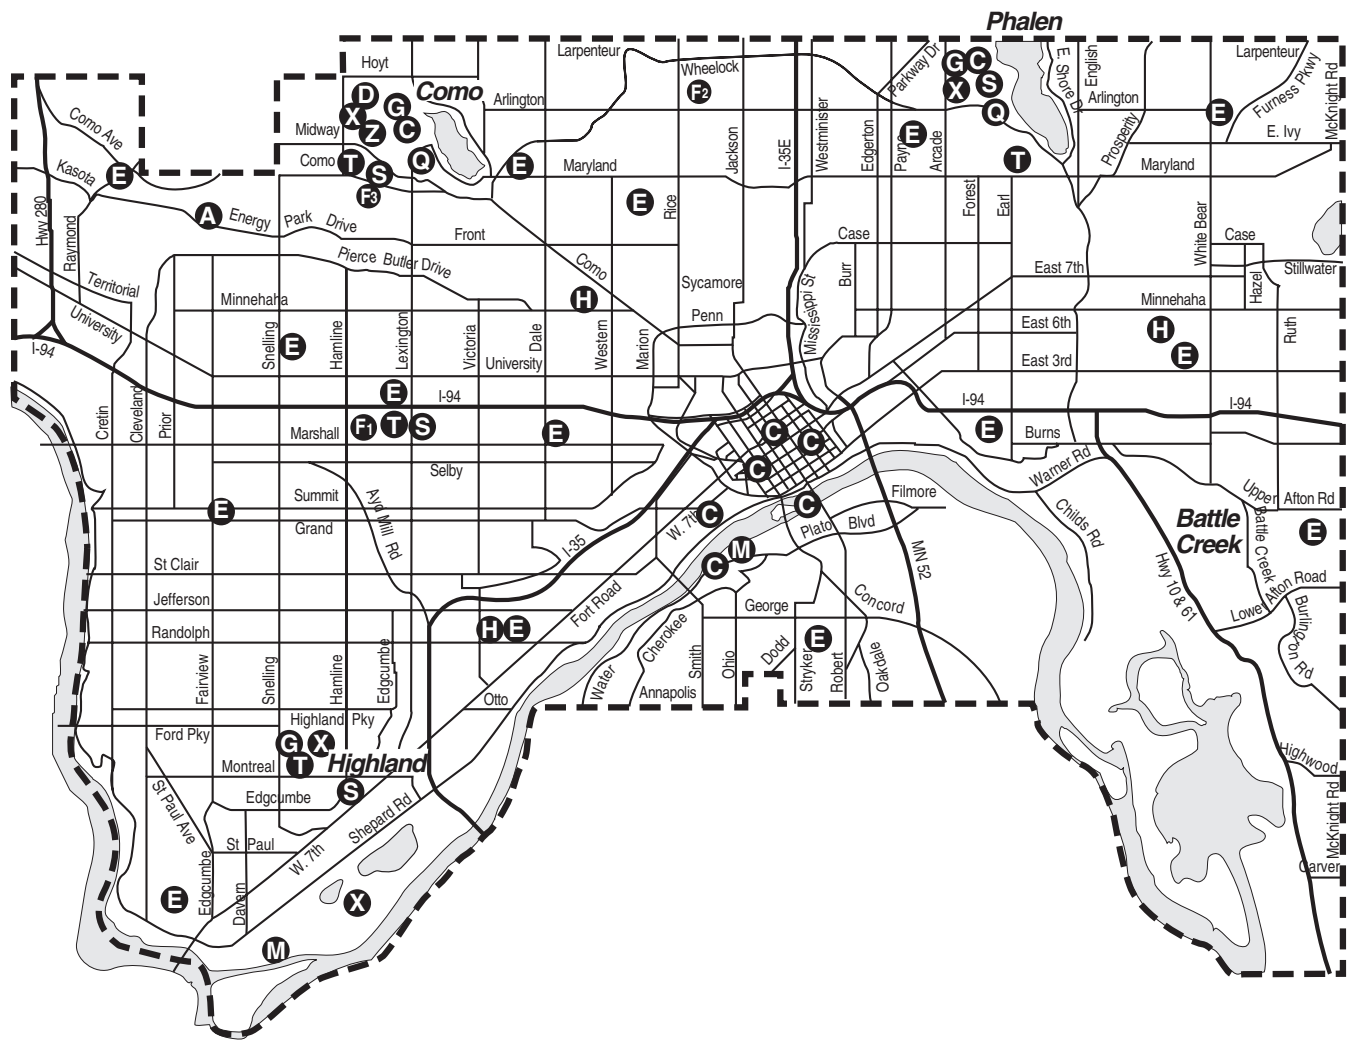 Phalen
Larpenteur
Larpenteur
Hoyt
Wheelock
Parkway Dr
G
C
E Shore Dr
English
Furness Pkwy
McKnight Rd
D
G
Como
Arlington
F2
X
S
Arlington
E
Como Ave
X
Z
C
Midway
Q
E. Ivy
Jackson
I-35E
Westminister
Edgerton
Payne
E
Arcade
Prosperity
Como
T
S
Q
E
Maryland
T
Maryland
Kasota
E
F3
E
Rice
Forest
Earl
White Bear
Hwy 280
Raymond
A
Energy
Park
Drive
Front
Case
Case
Pierce
Butler Drive
Como
Burr
East 7th
Stillwater
Territorial
Minnehaha
H
Sycamore
Mississippi St
Minnehaha
Hazel
University
Penn
East 6th
H
Ruth
I-94
Snelling
E
Hamline
Lexington
Victoria
University
Dale
Western
Marion
East 3rd
E
Cretin
Cleveland
Prior
E
I-94
I-94
I-94
Marshall
F1
T
S
E
C
C
E
Burns
Selby
C
Warner Rd
Summit
E
Ayd Mill Rd
Grand
W. 7th
C
C
Filmore
Plato
Blvd
Childs Rd
Battle
Creek
Upper
Afton Rd
Battle Creek
E
St Clair
I-35
M
C
MN 52
Hwy 10 & 61
Jefferson
Fort Road
George
Concord
Lower Afton Road
Randolph
H
E
Cherokee
E
Burlington Rd
Fairview
Snelling
Hamline
Edgcumbe
Water
Smith
Ohio
Dodd
Stryker
Robert
Oakdale
Otto
Annapolis
Highland
Pky
Ford Pky
G
X
Highwood
Montreal
T
Highland
Edgcumbe
S
St Paul Ave
Shepard Rd
McKnight Rd
St Paul
W. 7th
Carver
E
Edgcumbe
Davern
X
M